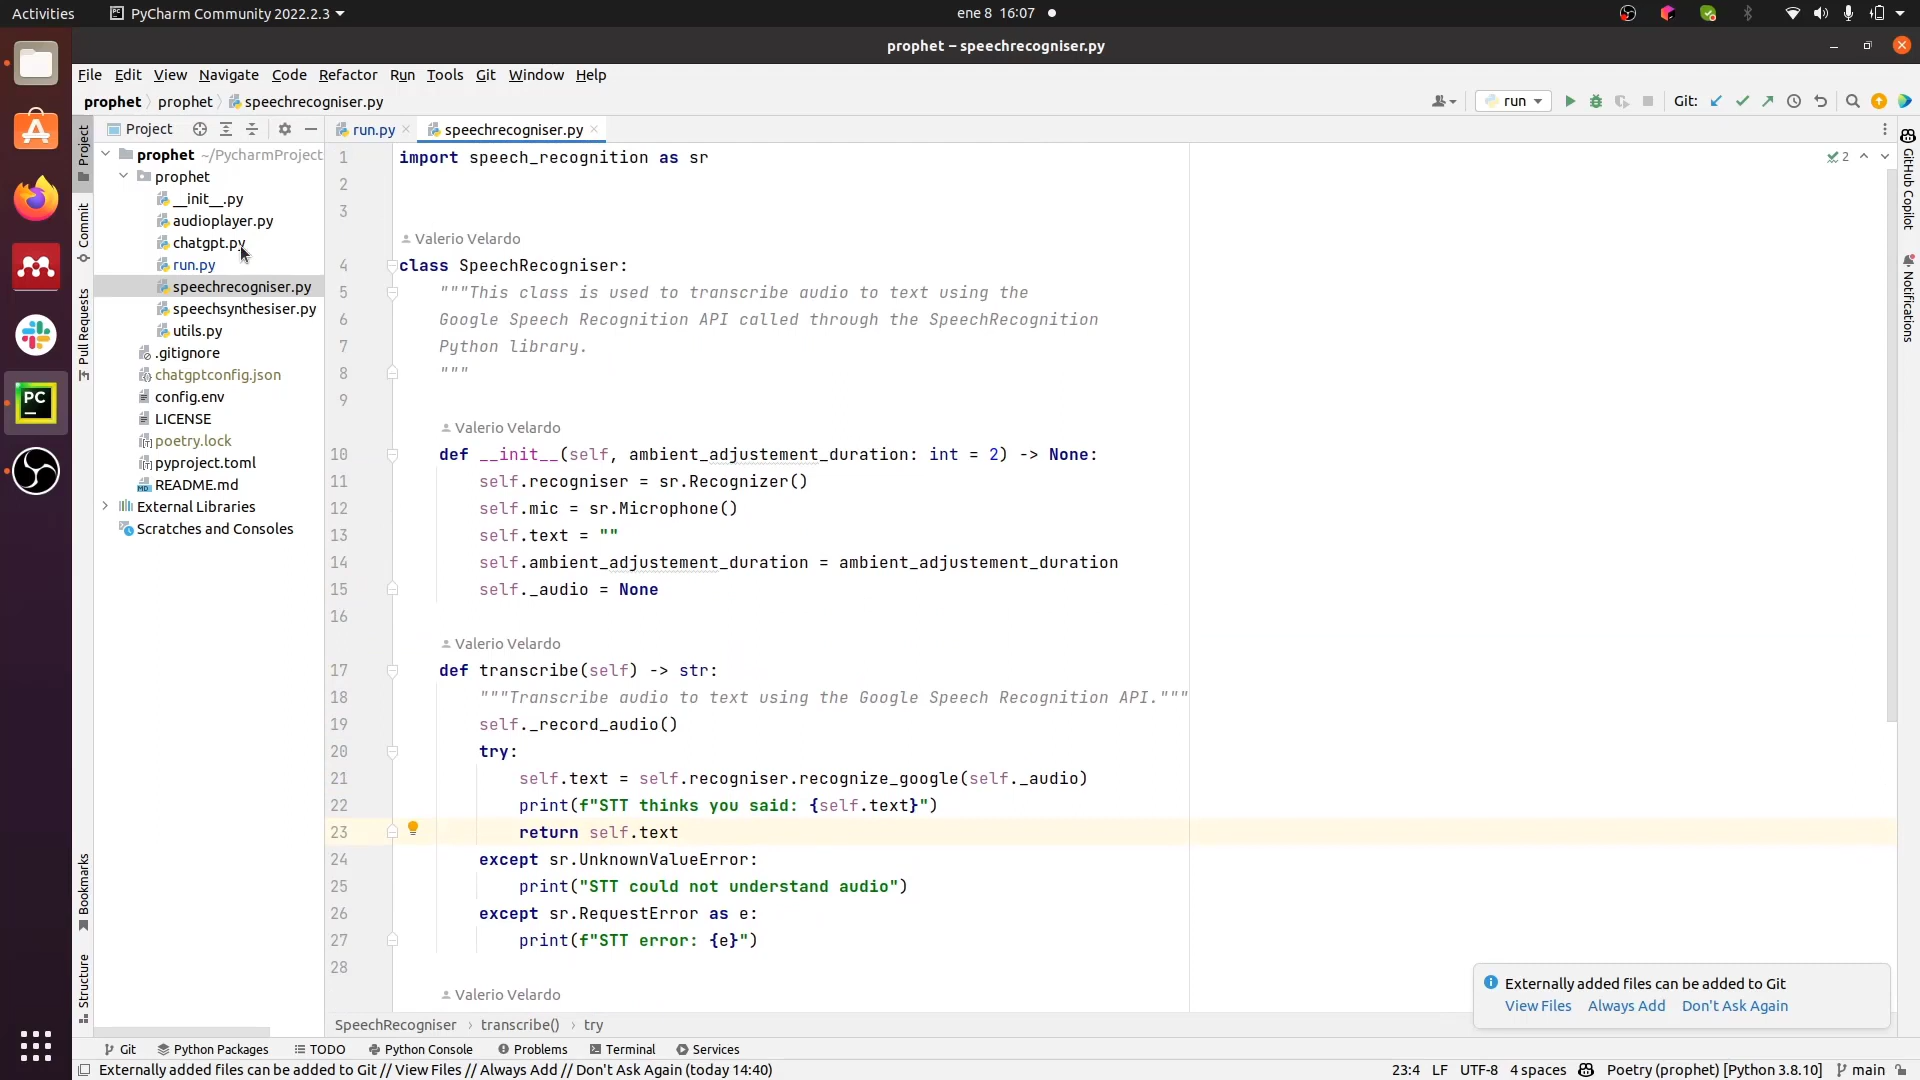 Activities
PyCharm Community 2022.2.3
ene 8 16:07
prophet – speechrecogniser.py
File Edit View Navigate Code Refactor Run Tools Git Window Help
prophet prophet speechrecogniser.py
run
Git:
Project
run.py
speechrecogniser.py
prophet ~/PycharmProject
prophet
__init__.py
audioplayer.py
chatgpt.py
run.py
speechrecogniser.py
speechsynthesiser.py
utils.py
.gitignore
chatgptconfig.json
config.env
LICENSE
poetry.lock
pyproject.toml
README.md
External Libraries
Scratches and Consoles
Project
Commit
Pull Requests
Bookmarks
Structure
1 import speech_recognition as sr
2
3
Valerio Velardo
4 class SpeechRecogniser:
5 """This class is used to transcribe audio to text using the
6 Google Speech Recognition API called through the SpeechRecognition
7 Python library.
8 """
9
Valerio Velardo
10 def __init__(self, ambient_adjustement_duration: int = 2) -> None:
11 self.recogniser = sr.Recognizer()
12 self.mic = sr.Microphone()
13 self.text = ""
14 self.ambient_adjustement_duration = ambient_adjustement_duration
15 self._audio = None
16
Valerio Velardo
17 def transcribe(self) -> str:
18 """Transcribe audio to text using the Google Speech Recognition API."""
19 self._record_audio()
20 try:
21 self.text = self.recogniser.recognize_google(self._audio)
22 print(f"STT thinks you said: {self.text}")
23 return self.text
24 except sr.UnknownValueError:
25 print("STT could not understand audio")
26 except sr.RequestError as e:
27 print(f"STT error: {e}")
28
Valerio Velardo
2
GitHub Copilot
Notifications
Externally added files can be added to Git
View Files Always Add Don't Ask Again
SpeechRecogniser › transcribe() › try
Git Python Packages TODO Python Console Problems Terminal Services
Externally added files can be added to Git // View Files // Always Add // Don't Ask Again (today 14:40)
23:4 LF UTF-8 4 spaces Poetry (prophet) [Python 3.8.10] main
PC